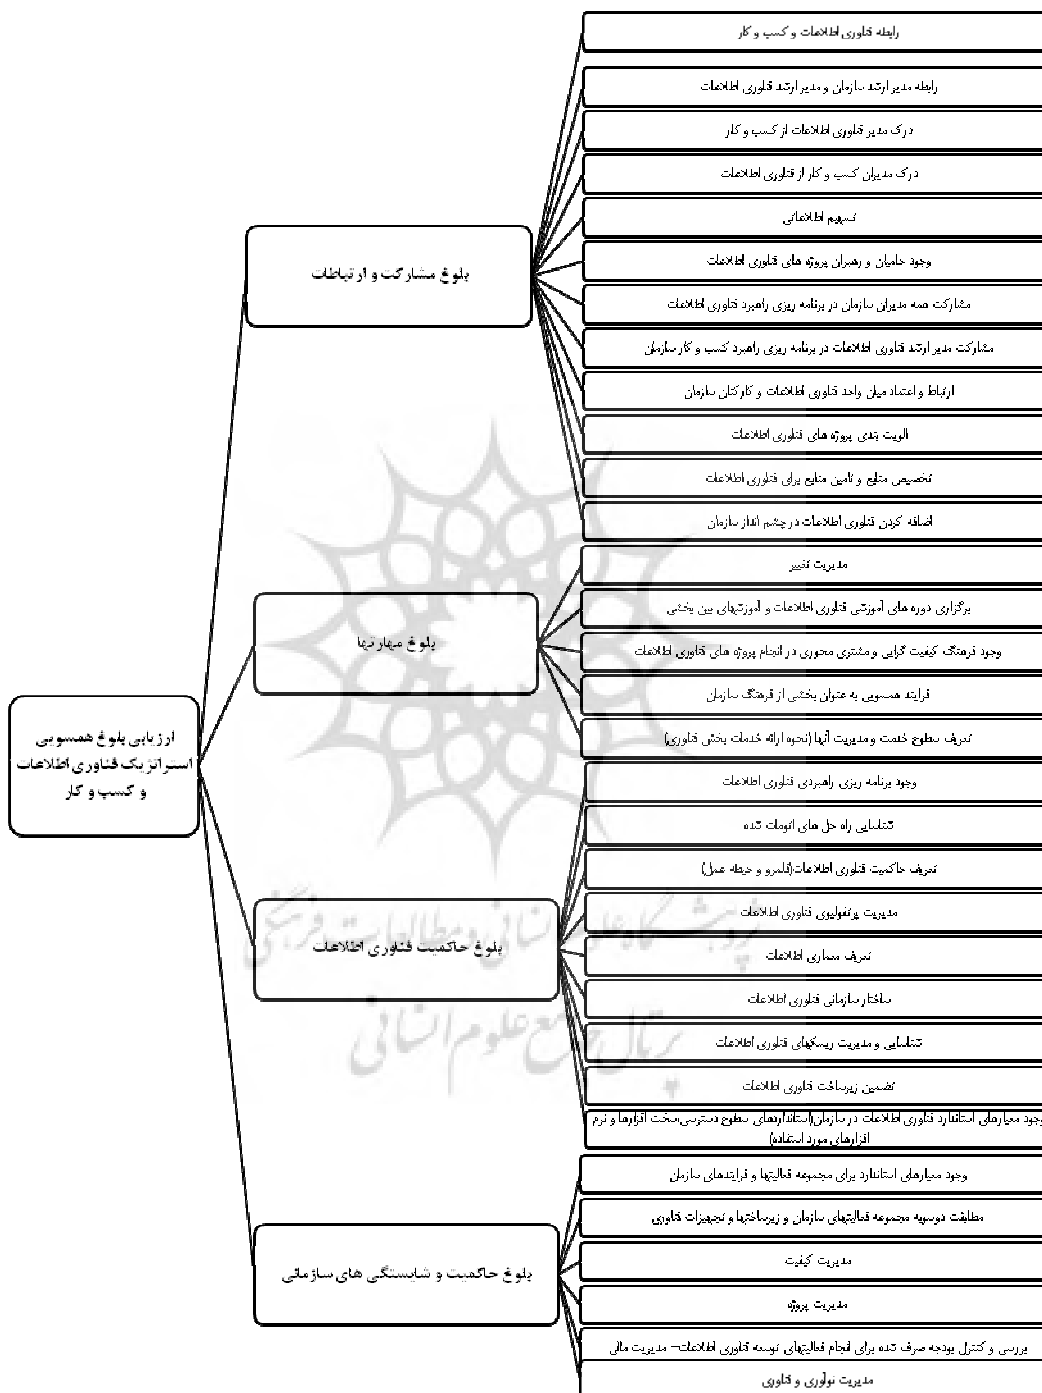 رابطه فناوری اطلاعات و کسب و کار
رابطه مدیر ارشد سازمان و مدیر ارشد فناوری اطلاعات
درک مدیر فناوری اطلاعات از کسب و کار
درک مدیران کسب و کار از فناوری اطلاعات
تسهیم اطلاعاتی
وجود حامیان و رهبران پروژه های فناوری اطلاعات
مشارکت همه مدیران سازمان در برنامه ریزی راهبرد فناوری اطلاعات
مشارکت مدیر ارشد فناوری اطلاعات در برنامه ریزی راهبرد کسب و کار سازمان
ارتباط و اعتماد میان واحد فناوری اطلاعات و کارکنان سازمان
الویت بندی پروژه های فناوری اطلاعات
تخصیص منابع و تامین منابع برای فناوری اطلاعات
اضافه کردن فناوری اطلاعات در چشم انداز سازمان
بلوغ مشارکت و ارتباطات
مدیریت تغییر
برگزاری دوره های آموزشی فناوری اطلاعات و آموزشهای بین بخشی
وجود فرهنگ کیفیت گرایی و مشتری محوری در انجام پروژه های فناوری اطلاعات
فرایند همسویی به عنوان بخشی از فرهنگ سازمان
تعریف سطوح خدمت و مدیریت آنها (نحوه ارائه خدمات بخش فناوری)
بلوغ مهارتها
ارزیابی بلوغ همسویی
استراتژیک فناوری اطلاعات
و کسب و کار
وجود برنامه ریزی راهبردی فناوری اطلاعات
شناسایی راه حل های اتومات شده
تعریف حاکمیت فناوری اطلاعات(قلمرو و حیطه عمل)
مدیریت پرتفولیوی فناوری اطلاعات
تعریف معماری اطلاعات
ساختار سازمانی فناوری اطلاعات
شناسایی و مدیریت ریسکهای فناوری اطلاعات
تضمین زیرساخت فناوری اطلاعات
وجود معیارهای استاندارد فناوری اطلاعات در سازمان(استانداردهای سطوح دسترسی،سخت افزارها و نرم
افزارهای مورد استفاده)
بلوغ حاکمیت فناوری اطلاعات
وجود معیارهای استاندارد برای مجموعه فعالیتها و فرایندهای سازمان
مطابقت دوسویه مجموعه فعالیتهای سازمان و زیرساختها و تجهیزات فناوری
مدیریت کیفیت
مدیریت پروژه
بررسی و کنترل بودجه صرف شده برای انجام فعالیتهای توسعه فناوری اطلاعات– مدیریت مالی
مدیریت نوآوری و فناوری
بلوغ حاکمیت و شایستگی های سازمانی
پژوهشگاه علوم انسانی و مطالعات فرهنگی
پرتال جامع علوم انسانی